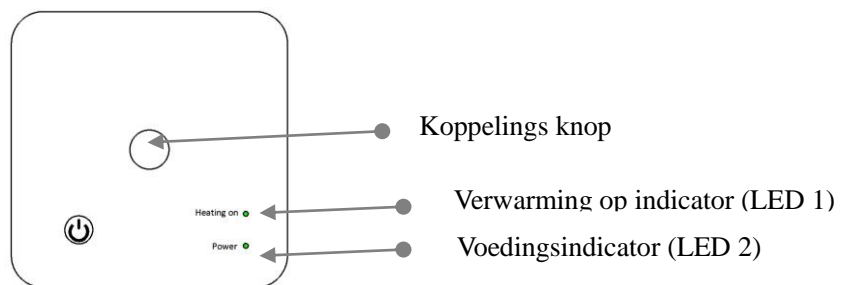 Koppelings knop
Heating on
Verwarming op indicator (LED 1)
Power
Voedingsindicator (LED 2)